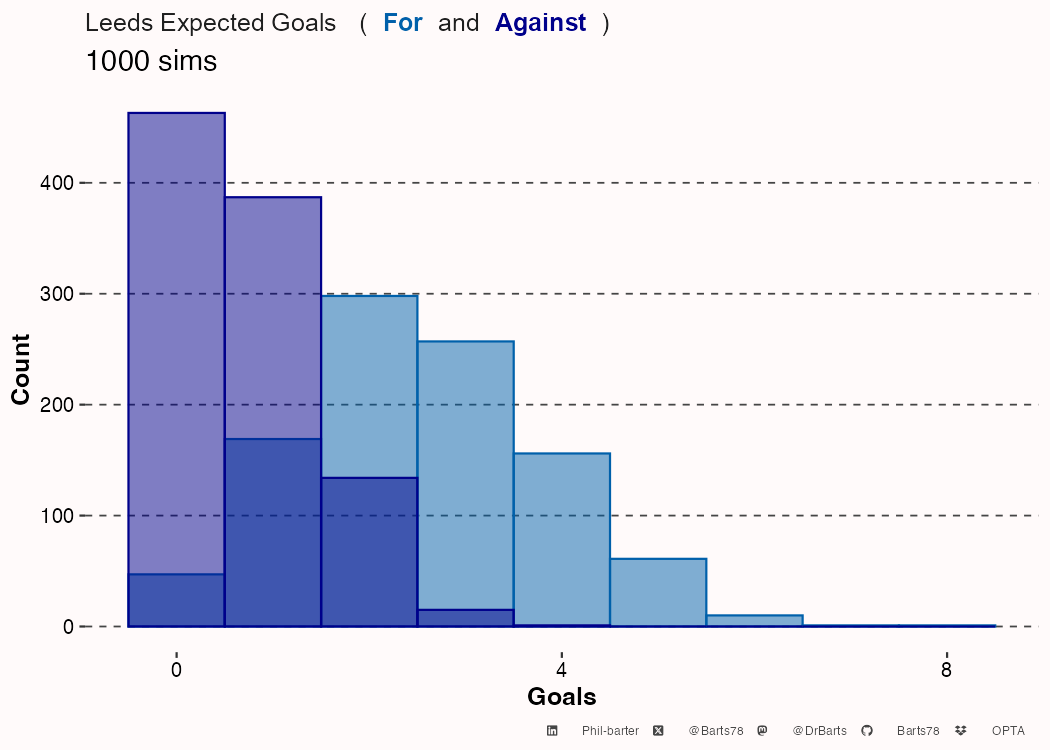 Leeds Expected Goals ( For and Against )
1000 sims
Count
400
300
200
100
0
0 4 8
Goals
Phil-barter @Barts78 @DrBarts Barts78 OPTA